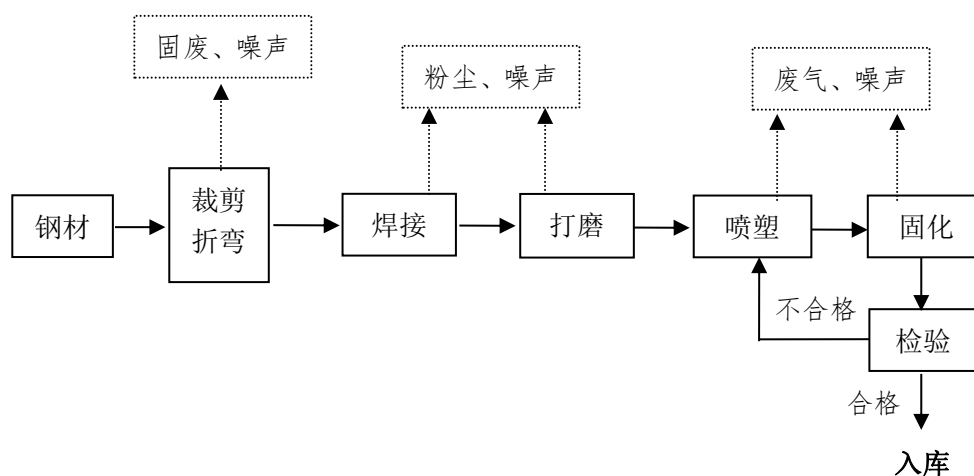 固废、噪声
粉尘、噪声
废气、噪声
钢材
裁剪
折弯
焊接
打磨
喷塑
固化
不合格
检验
合格
入库